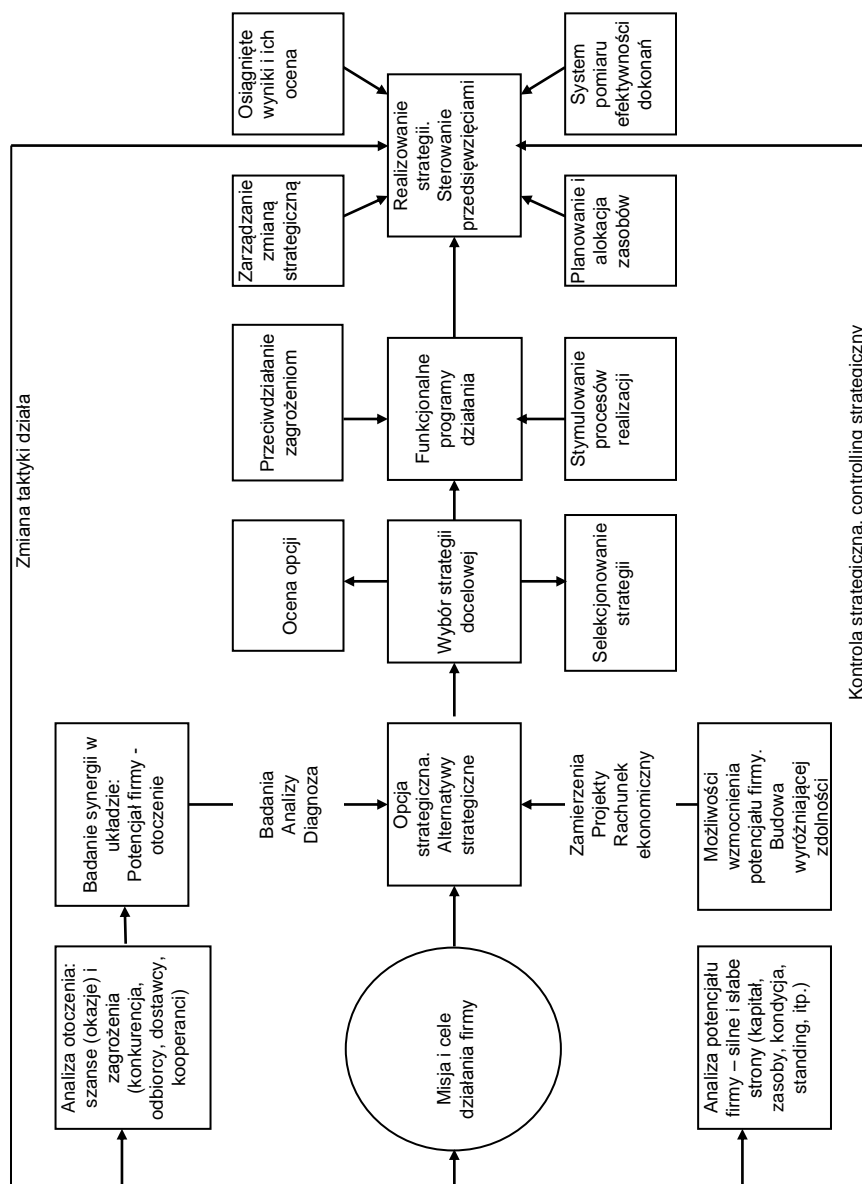 Zmiana taktyki działa
Analiza otoczenia:
szanse (okazje) i
zagrożenia
(konkurencja,
odbiorcy, dostawcy,
kooperanci)
Badanie synergii w
układzie:
Potencjał firmy -
otoczenie
Ocena opcji
Przeciwdziałanie
zagrożeniom
Zarządzanie
zmianą
strategiczną
Osiągnięte
wyniki i ich
ocena
Badania
Analizy
Diagnoza
Misja i cele
działania firmy
Opcja
strategiczna.
Alternatywy
strategiczne
Wybór strategii
docelowej
Funkcjonalne
programy
działania
Realizowanie
strategii.
Sterowanie
przedsięwzięciami
Zamierzenia
Projekty
Rachunek
ekonomiczny
Analiza potencjału
firmy – silne i słabe
strony (kapitał,
zasoby, kondycja,
standing, itp.)
Możliwości
wzmocnienia
potencjału firmy.
Budowa
wyróżniającej
zdolności
Selekcjonowanie
strategii
Stymulowanie
procesów
realizacji
Planowanie i
alokacja
zasobów
System
pomiaru
efektywności
dokonań
Kontrola strategiczna, controlling strategiczny